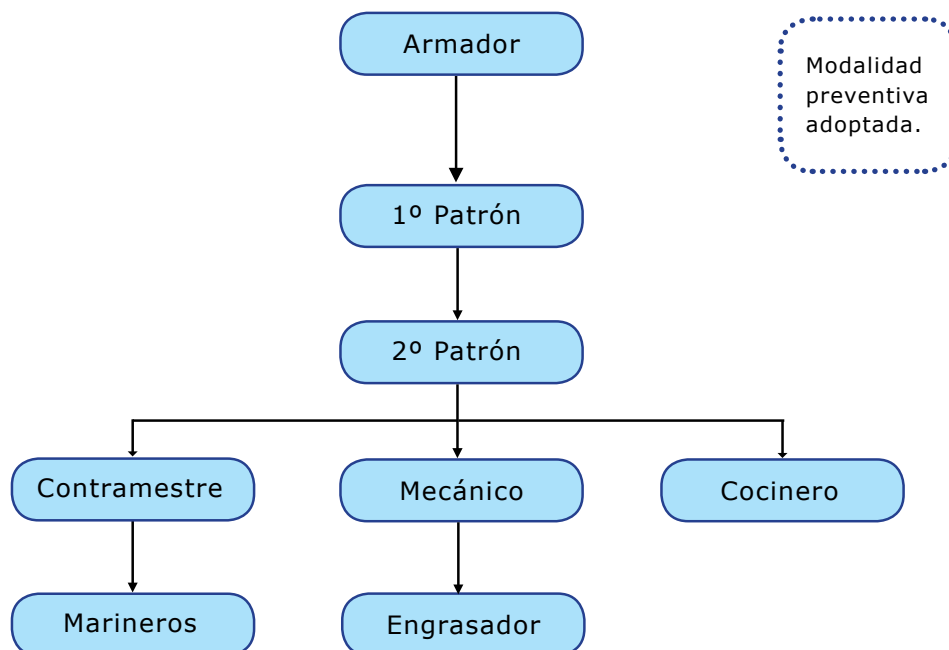 Armador
Modalidad
preventiva
adoptada.
1º Patrón
2º Patrón
Contramestre
Mecánico
Cocinero
Marineros
Engrasador